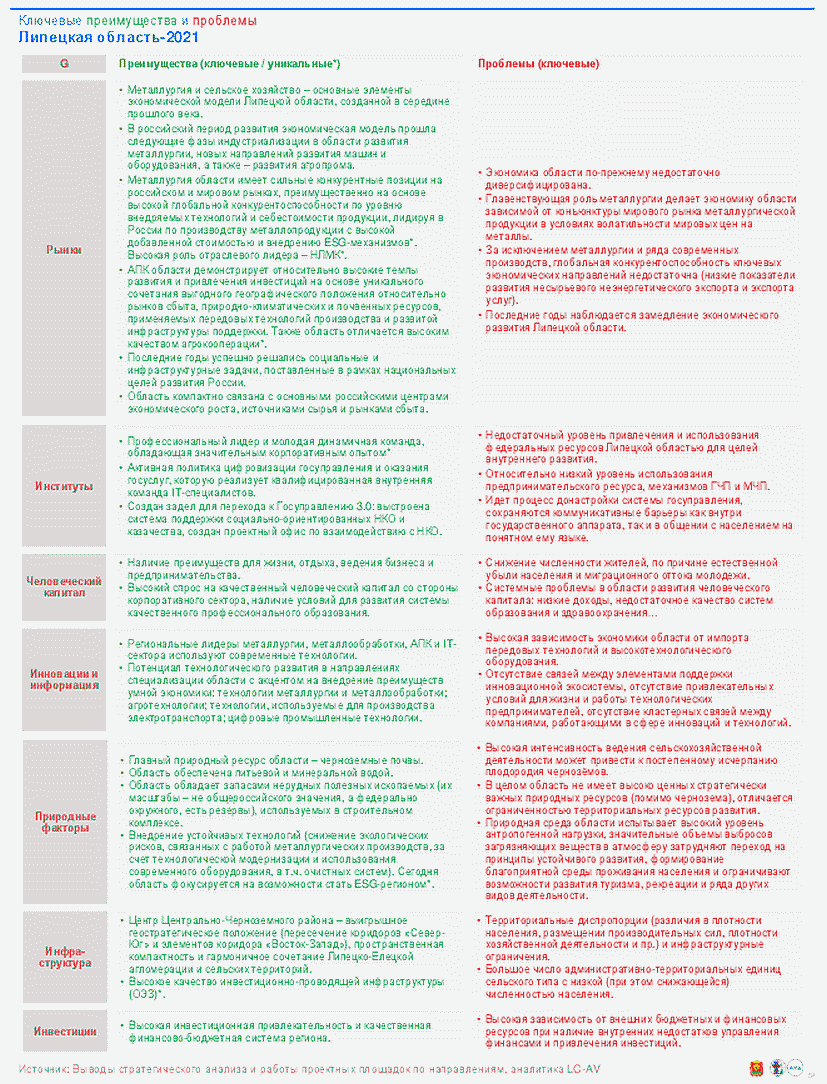 Ключевые преимущества и проблемы
Липецкая область-2021
G
Преимущества (ключевые / уникальные*)
Проблемы (ключевые)
Рынки
• Металлургия и сельское хозяйство – основные элементы
экономической модели Липецкой области, созданной в середине
прошлого века.
• В российский период развития экономическая модель прошла
следующие фазы индустриализации в области развития
металлургии, новых направлений развития машин и
оборудования, а также – развития агропрома.
• Металлургия области имеет сильные конкурентные позиции на
российском и мировом рынках, преимущественно на основе
высокой глобальной конкурентоспособности по уровню
внедряемых технологий и себестоимости продукции, лидируя в
России по производству металлопродукции с высокой
добавленной стоимостью и внедрению ESG-механизмов*.
Высокая роль отраслевого лидера – НЛМК*.
• АПК области демонстрирует относительно высокие темпы
развития и привлечения инвестиций на основе уникального
сочетания выгодного географического положения относительно
рынков сбыта, природно-климатических и почвенных ресурсов,
применяемых передовых технологий производства и развитой
инфраструктуры поддержки. Также область отличается высоким
качеством агрокооперации*.
• Последние годы успешно решались социальные и
инфраструктурные задачи, поставленные в рамках национальных
целей развития России.
• Область компактно связана с основными российскими центрами
экономического роста, источниками сырья и рынками сбыта.
• Экономика области по-прежнему недостаточно
диверсифицирована.
• Главенствующая роль металлургии делает экономику области
зависимой от конъюнктуры мирового рынка металлургической
продукции в условиях волатильности мировых цен на
металлы.
• За исключением металлургии и ряда современных
производств, глобальная конкурентоспособность ключевых
экономических направлений недостаточна (низкие показатели
развития несырьевого неэнергетического экспорта и экспорта
услуг).
• Последние годы наблюдается замедление экономического
развития Липецкой области.
Институты
• Профессиональный лидер и молодая динамичная команда,
обладающая значительным корпоративным опытом*
• Активная политика цифровизации госуправления и оказания
госуслуг, которую реализует квалифицированная внутренняя
команда IT-специалистов.
• Создан задел для перехода к Госуправлению 3.0: выстроена
система поддержки социально-ориентированных НКО и
казачества, создан проектный офис по взаимодействию с НКО.
• Недостаточный уровень привлечения и использования
федеральных ресурсов Липецкой областью для целей
внутреннего развития.
• Относительно низкий уровень использования
предпринимательского ресурса, механизмов ГЧП и МЧП.
• Идет процесс донастройки системы госуправления,
сохраняются коммуникативные барьеры как внутри
государственного аппарата, так и в общении с населением на
понятном ему языке.
Человеческий
капитал
• Наличие преимуществ для жизни, отдыха, ведения бизнеса и
предпринимательства.
• Высокий спрос на качественный человеческий капитал со стороны
корпоративного сектора, наличие условий для развития системы
качественного профессионального образования.
• Снижение численности жителей, по причине естественной
убыли населения и миграционного оттока молодежи.
• Системные проблемы в области развития человеческого
капитала: низкие доходы, недостаточное качество систем
образования и здравоохранения…
Инновации и
информация
• Региональные лидеры металлургии, металлообработки, АПК и IT-
сектора используют современные технологии.
• Потенциал технологического развития в направлениях
специализации области с акцентом на внедрение преимуществ
умной экономики: технологии металлургии и металлообработки;
агротехнологии; технологии, используемые для производства
электротранспорта; цифровые промышленные технологии.
• Высокая зависимость экономики области от импорта
передовых технологий и высокотехнологического
оборудования.
• Отсутствие связей между элементами поддержки
инновационной экосистемы, отсутствие привлекательных
условий для жизни и работы технологических
предпринимателей, отсутствие кластерных связей между
компаниями, работающими в сфере инноваций и технологий.
Природные
факторы
• Главный природный ресурс области – черноземные почвы.
• Область обеспечена питьевой и минеральной водой.
• Область обладает запасами нерудных полезных ископаемых (их
масштабы – не общероссийского значения, а федерально
окружного, есть резервы), используемых в строительном
комплексе.
• Внедрение устойчивых технологий (снижение экологических
рисков, связанных с работой металлургических производств, за
счет технологической модернизации и использования
современного оборудования, в т.ч. очистных систем). Сегодня
область фокусируется на возможности стать ESG-регионом*.
• Высокая интенсивность ведения сельскохозяйственной
деятельности может привести к постепенному исчерпанию
плодородия чернозёмов.
• В целом область не имеет высоко ценных стратегически
важных природных ресурсов (помимо чернозема), отличается
ограниченностью территориальных ресурсов развития.
• Природная среда области испытывает высокий уровень
антропогенной нагрузки, значительные объемы выбросов
загрязняющих веществ в атмосферу затрудняют переход на
принципы устойчивого развития, формирование
благоприятной среды проживания населения и ограничивают
возможности развития туризма, рекреации и ряда других
видов деятельности.
Инфра-
структура
• Центр Центрально-Черноземного района – выигрышное
геостратегическое положение (пересечение коридоров «Север-
Юг» и элементов коридора «Восток-Запад»), пространственная
компактность и гармоничное сочетание Липецко-Елецкой
агломерации и сельских территорий.
• Высокое качество инвестиционно-проводящей инфраструктуры
(ОЭЗ)*.
• Территориальные диспропорции (различия в плотности
населения, размещении производительных сил, плотности
хозяйственной деятельности и пр.) и инфраструктурные
ограничения.
• Большое число административно-территориальных единиц
сельского типа с низкой (при этом снижающейся)
численностью населения.
Инвестиции
• Высокая инвестиционная привлекательность и качественная
финансово-бюджетная система региона.
• Высокая зависимость от внешних бюджетных и финансовых
ресурсов при наличие внутренних недостатков управления
финансами и привлечения инвестиций.
Источник: Выводы стратегического анализа и работы проектных площадок по направлениям, аналитика LC-AV